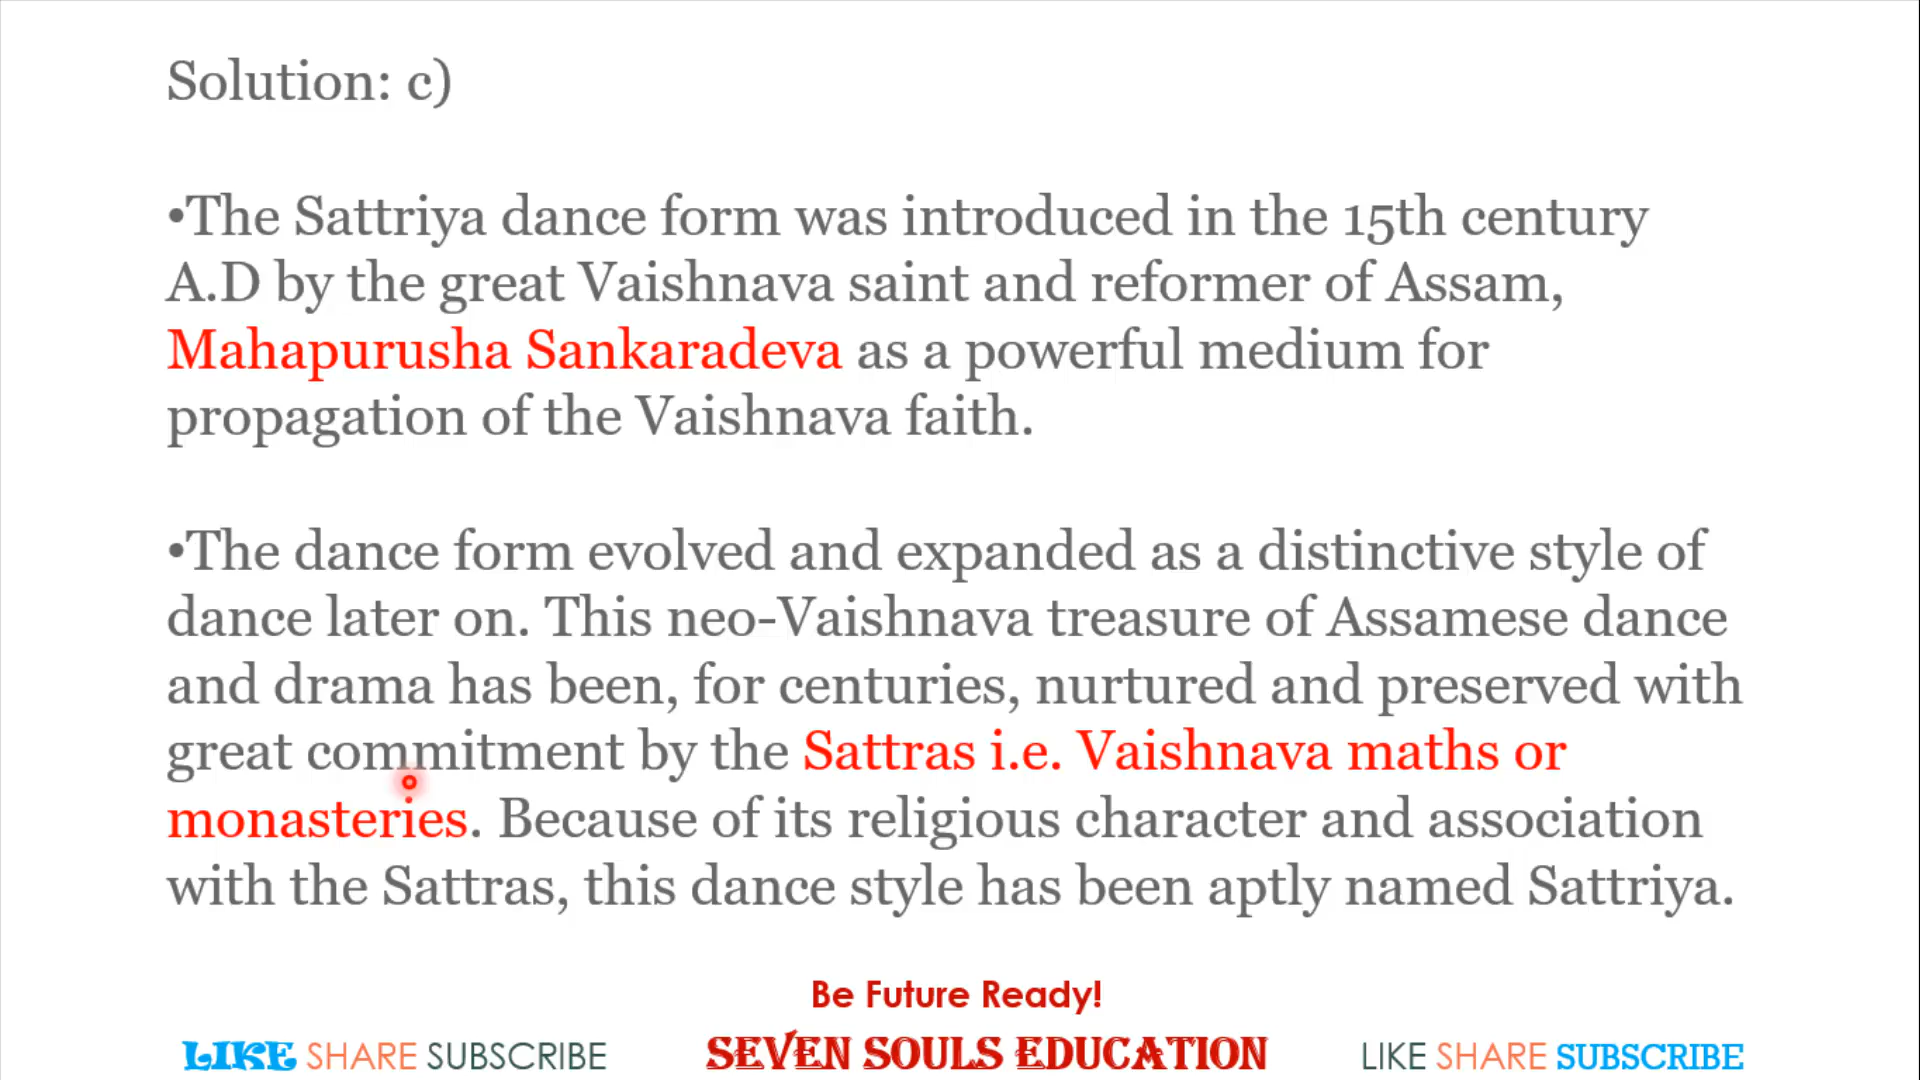 Solution: c)
•The Sattriya dance form was introduced in the 15th century
A.D by the great Vaishnava saint and reformer of Assam,
Mahapurusha Sankaradeva as a powerful medium for
propagation of the Vaishnava faith.
•The dance form evolved and expanded as a distinctive style of
dance later on. This neo-Vaishnava treasure of Assamese dance
and drama has been, for centuries, nurtured and preserved with
great commitment by the Sattras i.e. Vaishnava maths or
monasteries. Because of its religious character and association
with the Sattras, this dance style has been aptly named Sattriya.
Be Future Ready!
LIKE SHARE SUBSCRIBE SEVEN SOULS EDUCATION LIKE SHARE SUBSCRIBE